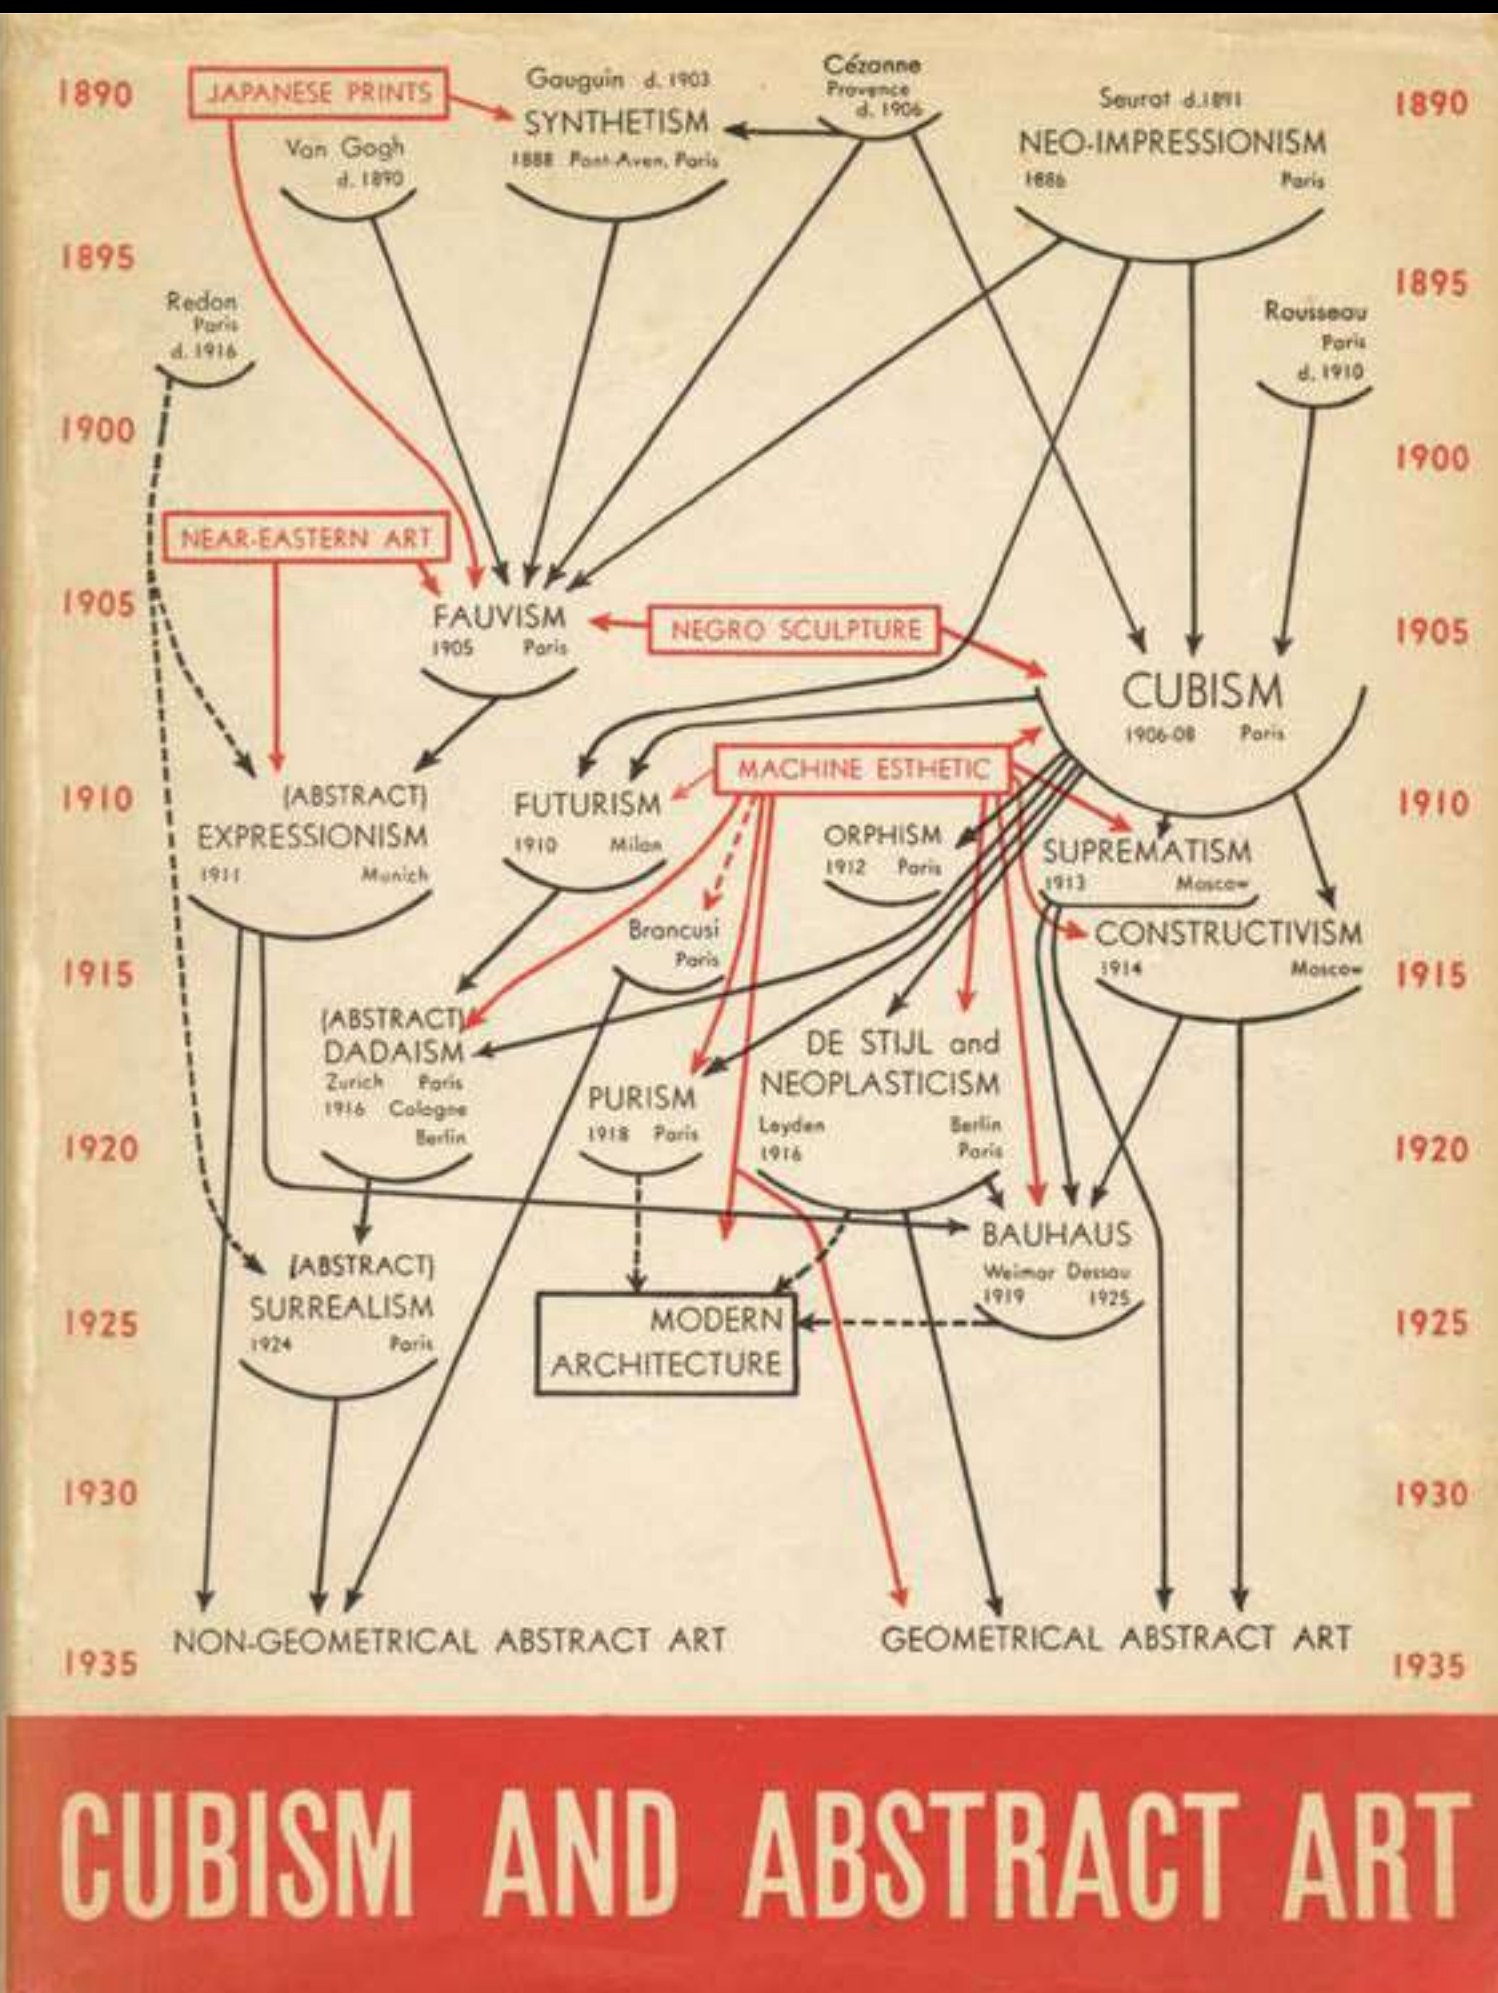 1890
JAPANESE PRINTS
Gauguin d. 1903
SYNTHETISM
1888 Pont-Aven, Paris
Cézanne
Provence
d. 1906
Seurat d.1891
NEO-IMPRESSIONISM
1886 Paris
1890
Van Gogh
d. 1890
1895
1895
Redon
Paris
d. 1916
Rousseau
Paris
d. 1910
1900
1900
NEAR-EASTERN ART
1905
FAUVISM
1905 Paris
NEGRO SCULPTURE
1905
CUBISM
1906-08 Paris
1910
(ABSTRACT)
EXPRESSIONISM
1911 Munich
FUTURISM
1910 Milan
MACHINE ESTHETIC
ORPHISM
1912 Paris
SUPREMATISM
1913 Moscow
1910
Brancusi
Paris
CONSTRUCTIVISM
1914 Moscow
1915
1915
(ABSTRACT)
DADAISM
Zurich Paris
1916 Cologne
Berlin
PURISM
1918 Paris
DE STIJL and
NEOPLASTICISM
Leyden Berlin
1916 Paris
1920
1920
BAUHAUS
Weimar Dessau
1919 1925
(ABSTRACT)
SURREALISM
1924 Paris
MODERN
ARCHITECTURE
1925
1925
1930
1930
NON-GEOMETRICAL ABSTRACT ART
GEOMETRICAL ABSTRACT ART
1935
1935
CUBISM AND ABSTRACT ART